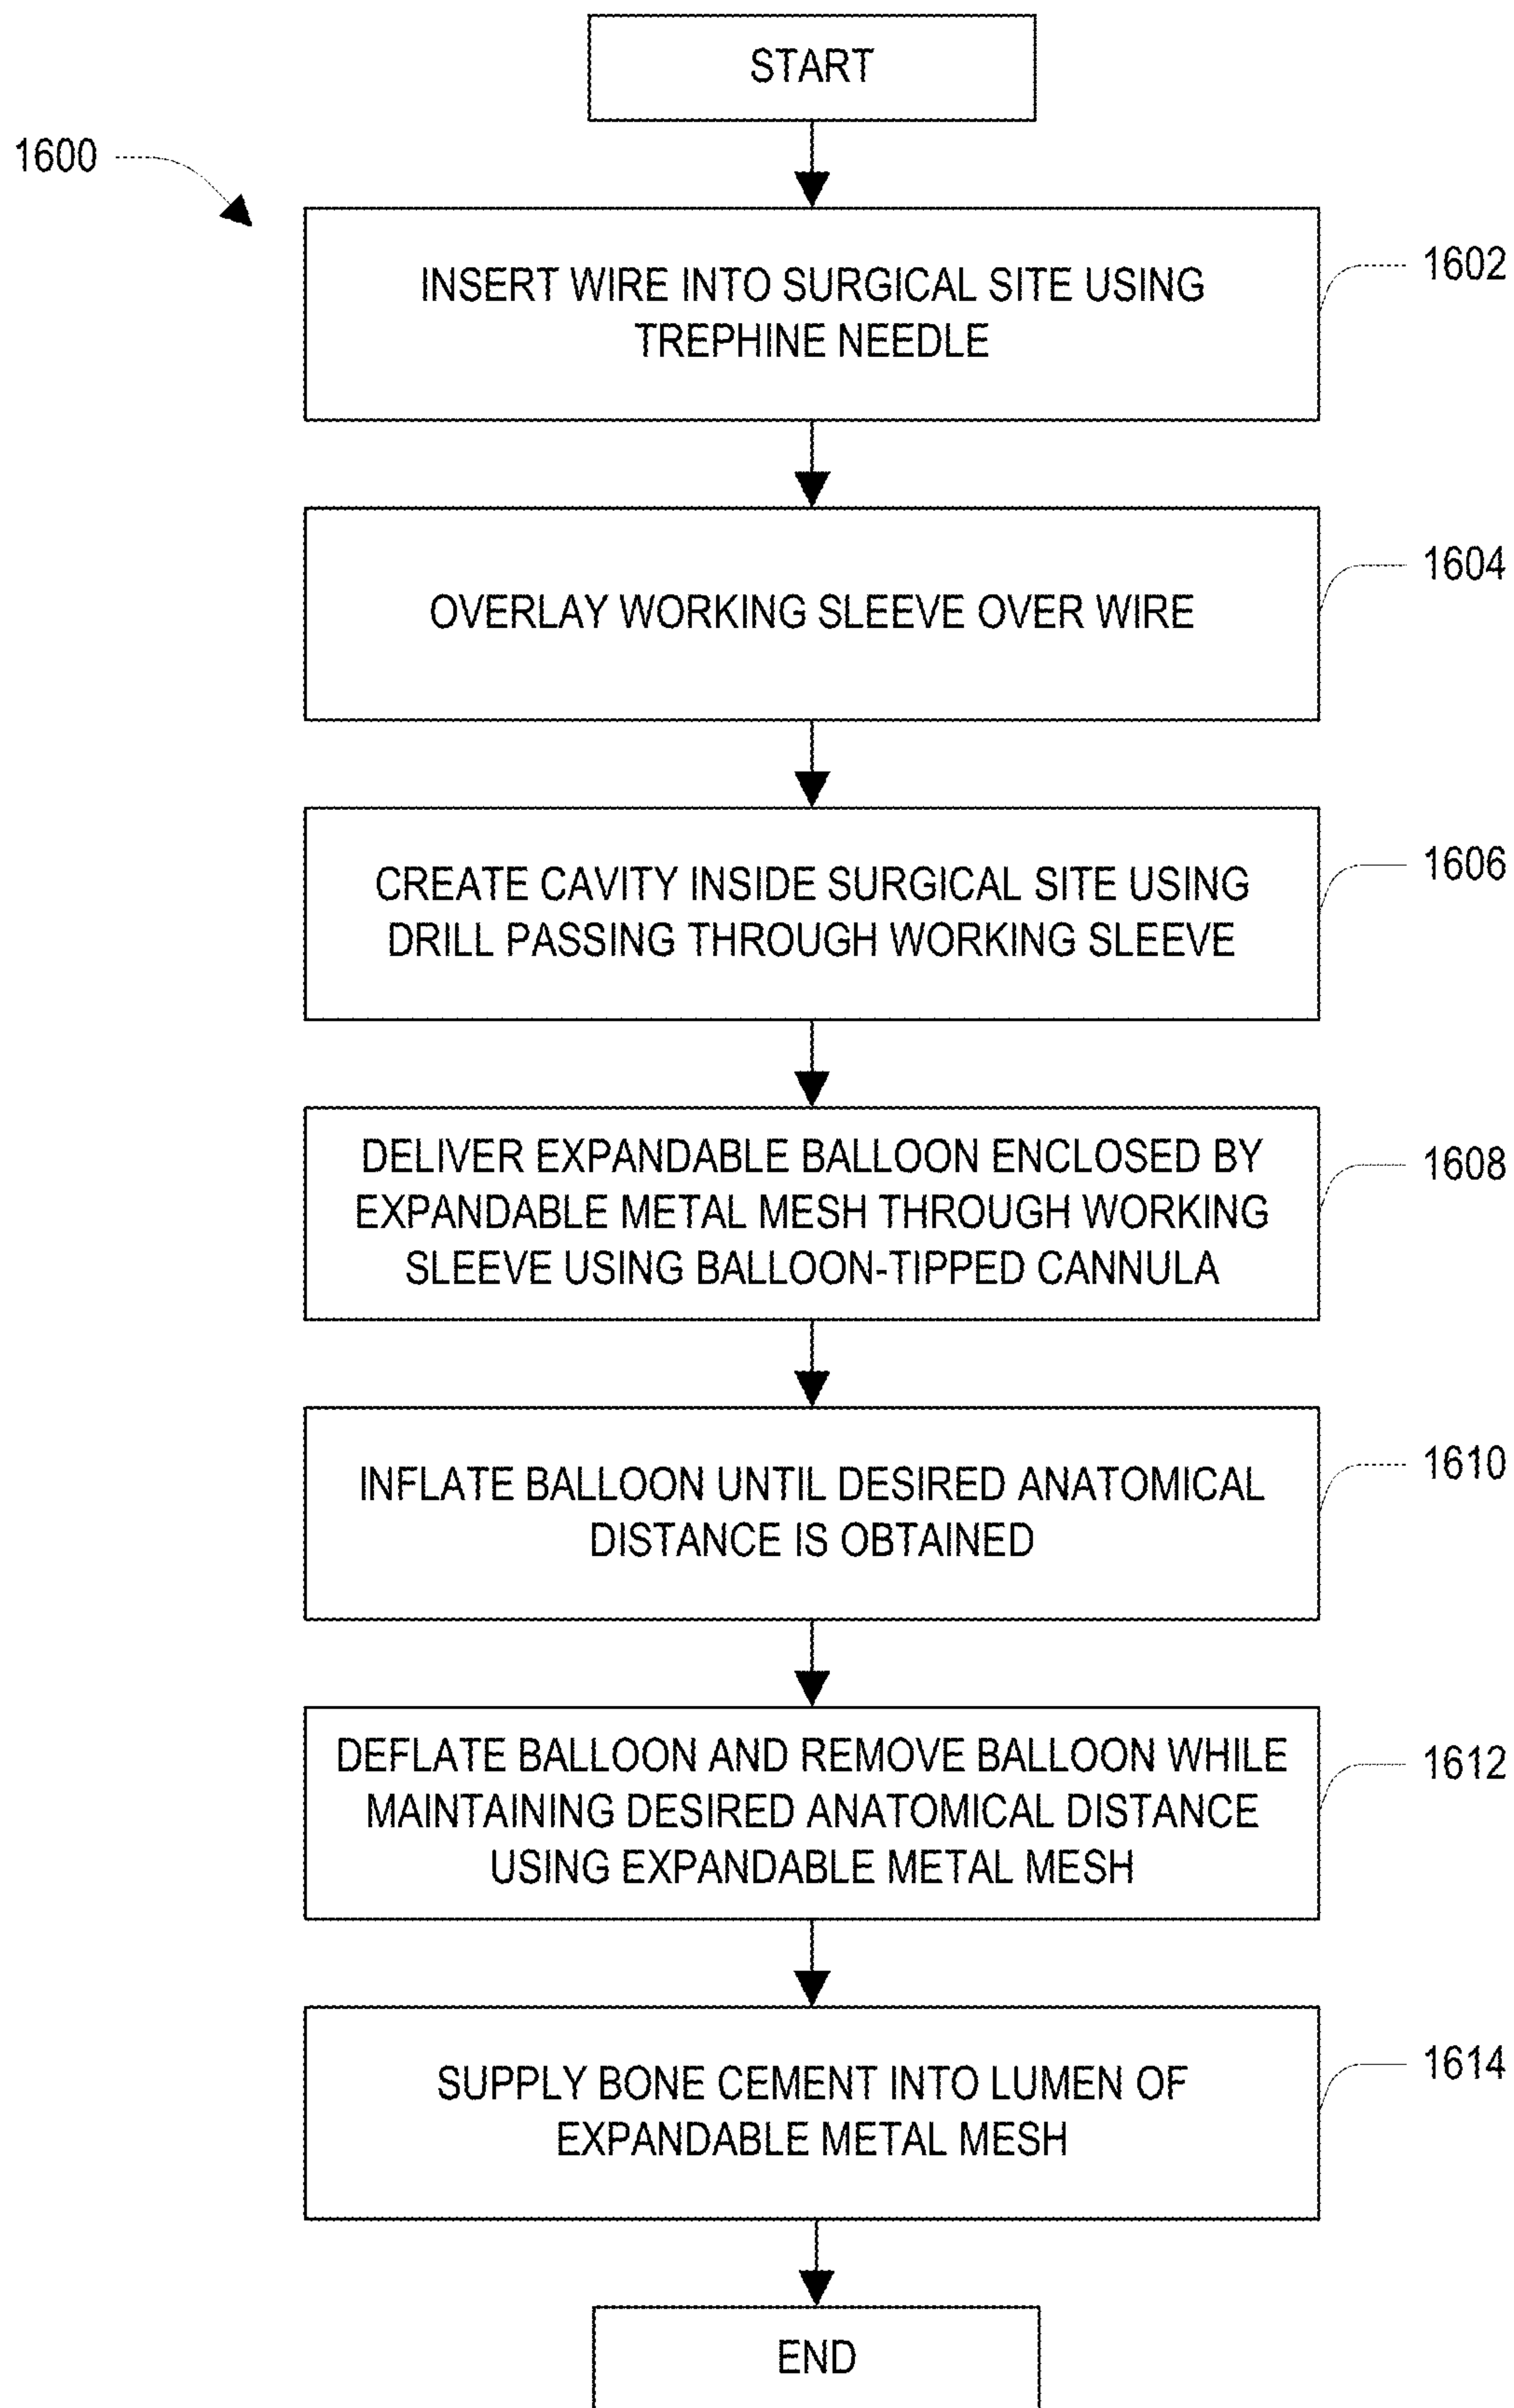 START
1600
INSERT WIRE INTO SURGICAL SITE USING
TREPHINE NEEDLE
1602
OVERLAY WORKING SLEEVE OVER WIRE
1604
CREATE CAVITY INSIDE SURGICAL SITE USING
DRILL PASSING THROUGH WORKING SLEEVE
1606
DELIVER EXPANDABLE BALLOON ENCLOSED BY
EXPANDABLE METAL MESH THROUGH WORKING
SLEEVE USING BALLOON-TIPPED CANNULA
1608
INFLATE BALLOON UNTIL DESIRED ANATOMICAL
DISTANCE IS OBTAINED
1610
DEFLATE BALLOON AND REMOVE BALLOON WHILE
MAINTAINING DESIRED ANATOMICAL DISTANCE
USING EXPANDABLE METAL MESH
1612
SUPPLY BONE CEMENT INTO LUMEN OF
EXPANDABLE METAL MESH
1614
END